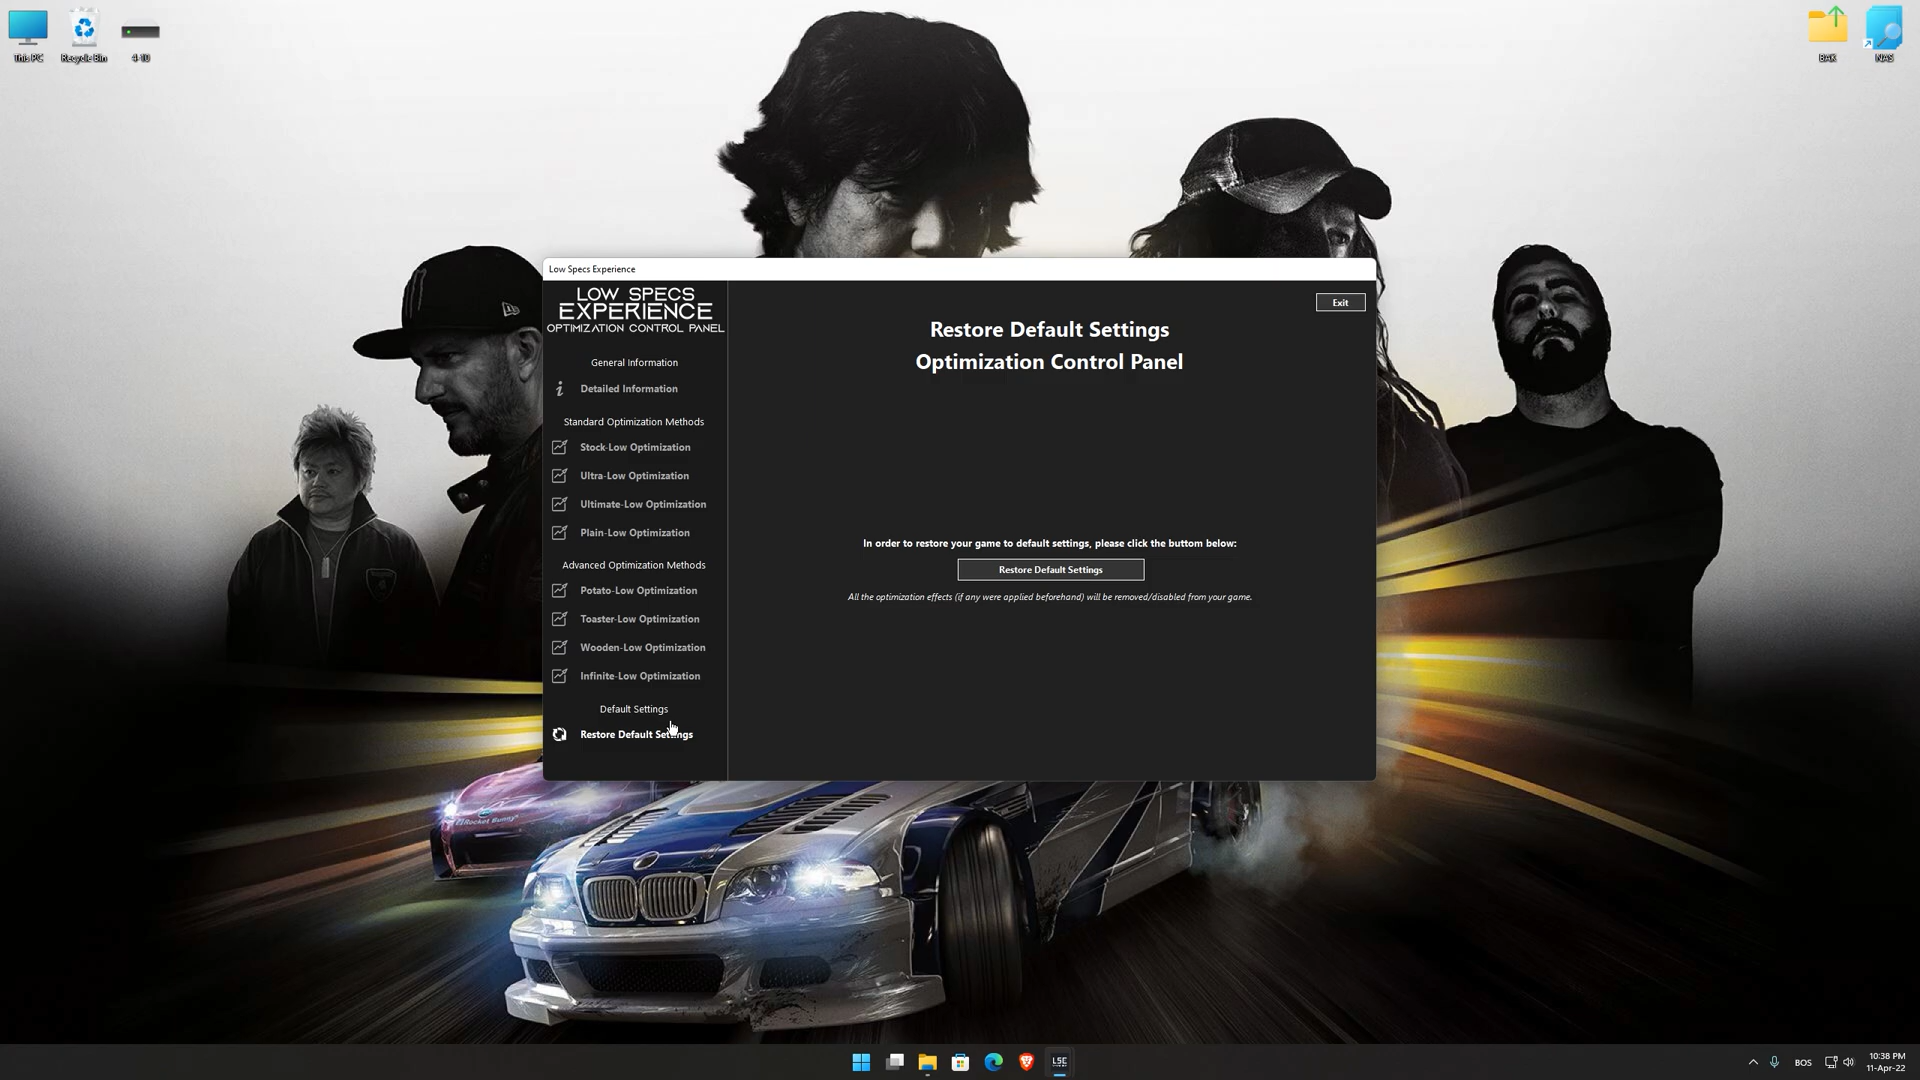 This PC
Recycle Bin
4-10
BAK
NAS
Low Specs Experience
LOW SPECS
EXPERIENCE
OPTIMIZATION CONTROL PANEL
General Information
Detailed Information
Standard Optimization Methods
Stock-Low Optimization
Ultra-Low Optimization
Ultimate-Low Optimization
Plain-Low Optimization
Advanced Optimization Methods
Potato-Low Optimization
Toaster-Low Optimization
Wooden-Low Optimization
Infinite-Low Optimization
Default Settings
Restore Default Settings
Exit
Restore Default Settings
Optimization Control Panel
In order to restore your game to default settings, please click the buttom below:
Restore Default Settings
All the optimization effects (if any were applied beforehand) will be removed/disabled from your game.
Rocket Bunny
LSE
BOS
10:38 PM
11-Apr-22